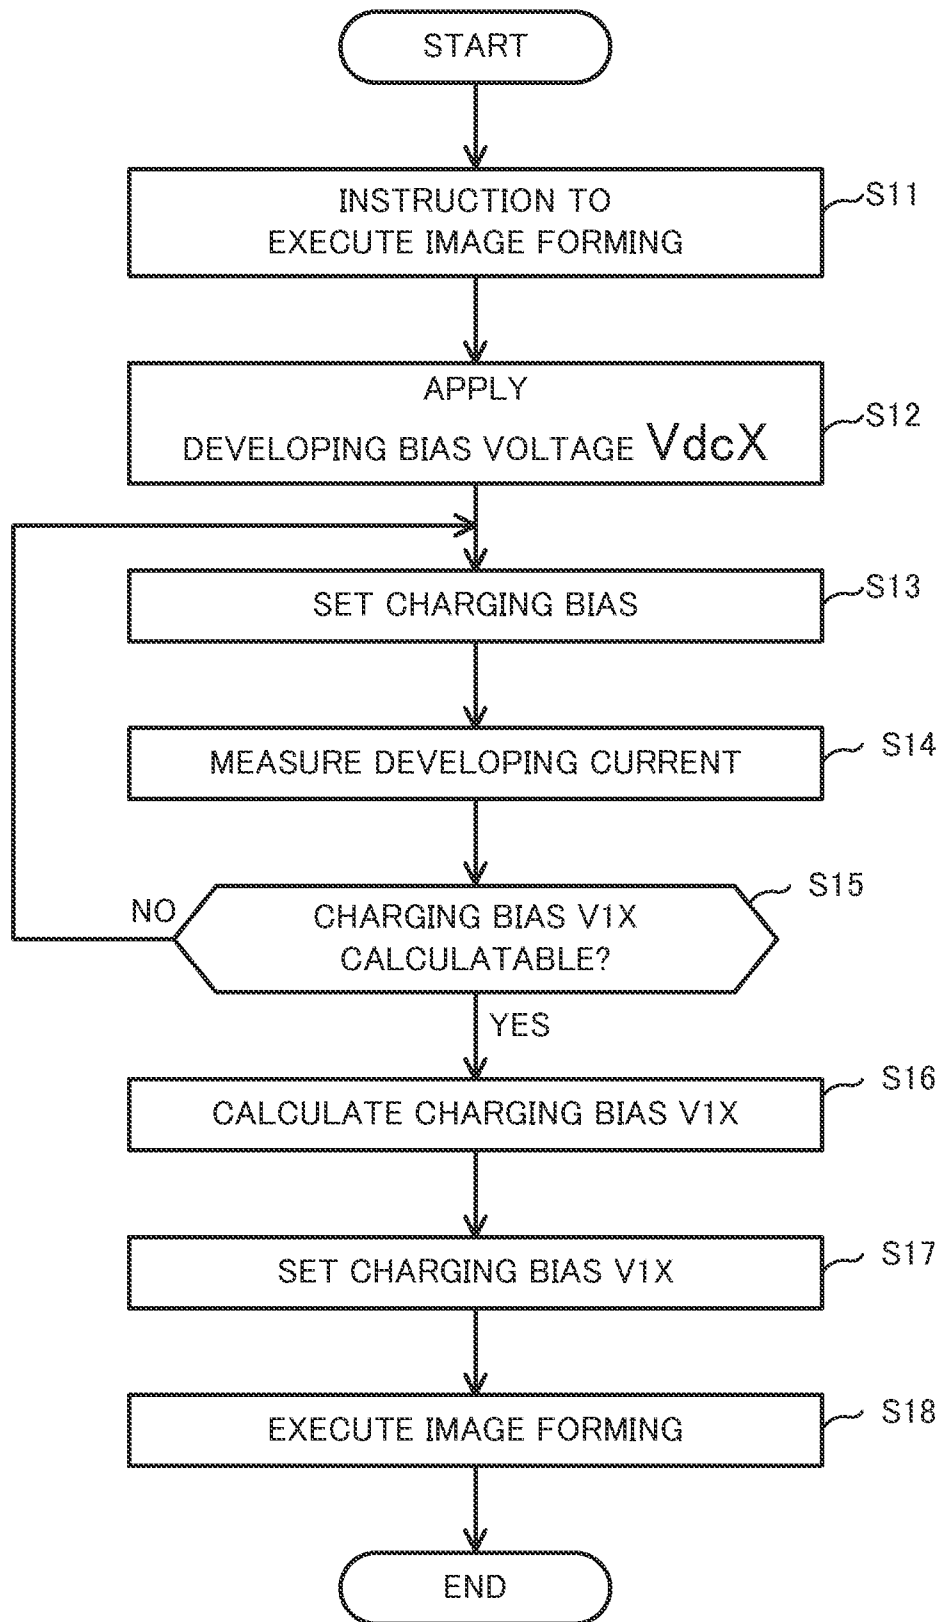 START
INSTRUCTION TO
EXECUTE IMAGE FORMING
S11
APPLY
DEVELOPING BIAS VOLTAGE VdcX
S12
SET CHARGING BIAS
S13
MEASURE DEVELOPING CURRENT
S14
CHARGING BIAS V1X
CALCULATABLE?
S15
NO
YES
CALCULATE CHARGING BIAS V1X
S16
SET CHARGING BIAS V1X
S17
EXECUTE IMAGE FORMING
S18
END